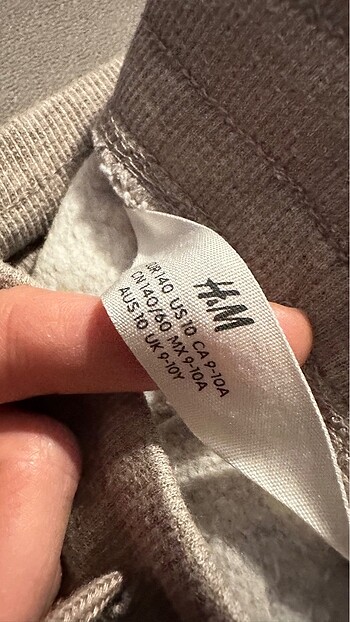 H&M
EUR 140 US 10 CA 9-10A
CN 140/60 MX 9-10A
AUS 10 UK 9-10Y